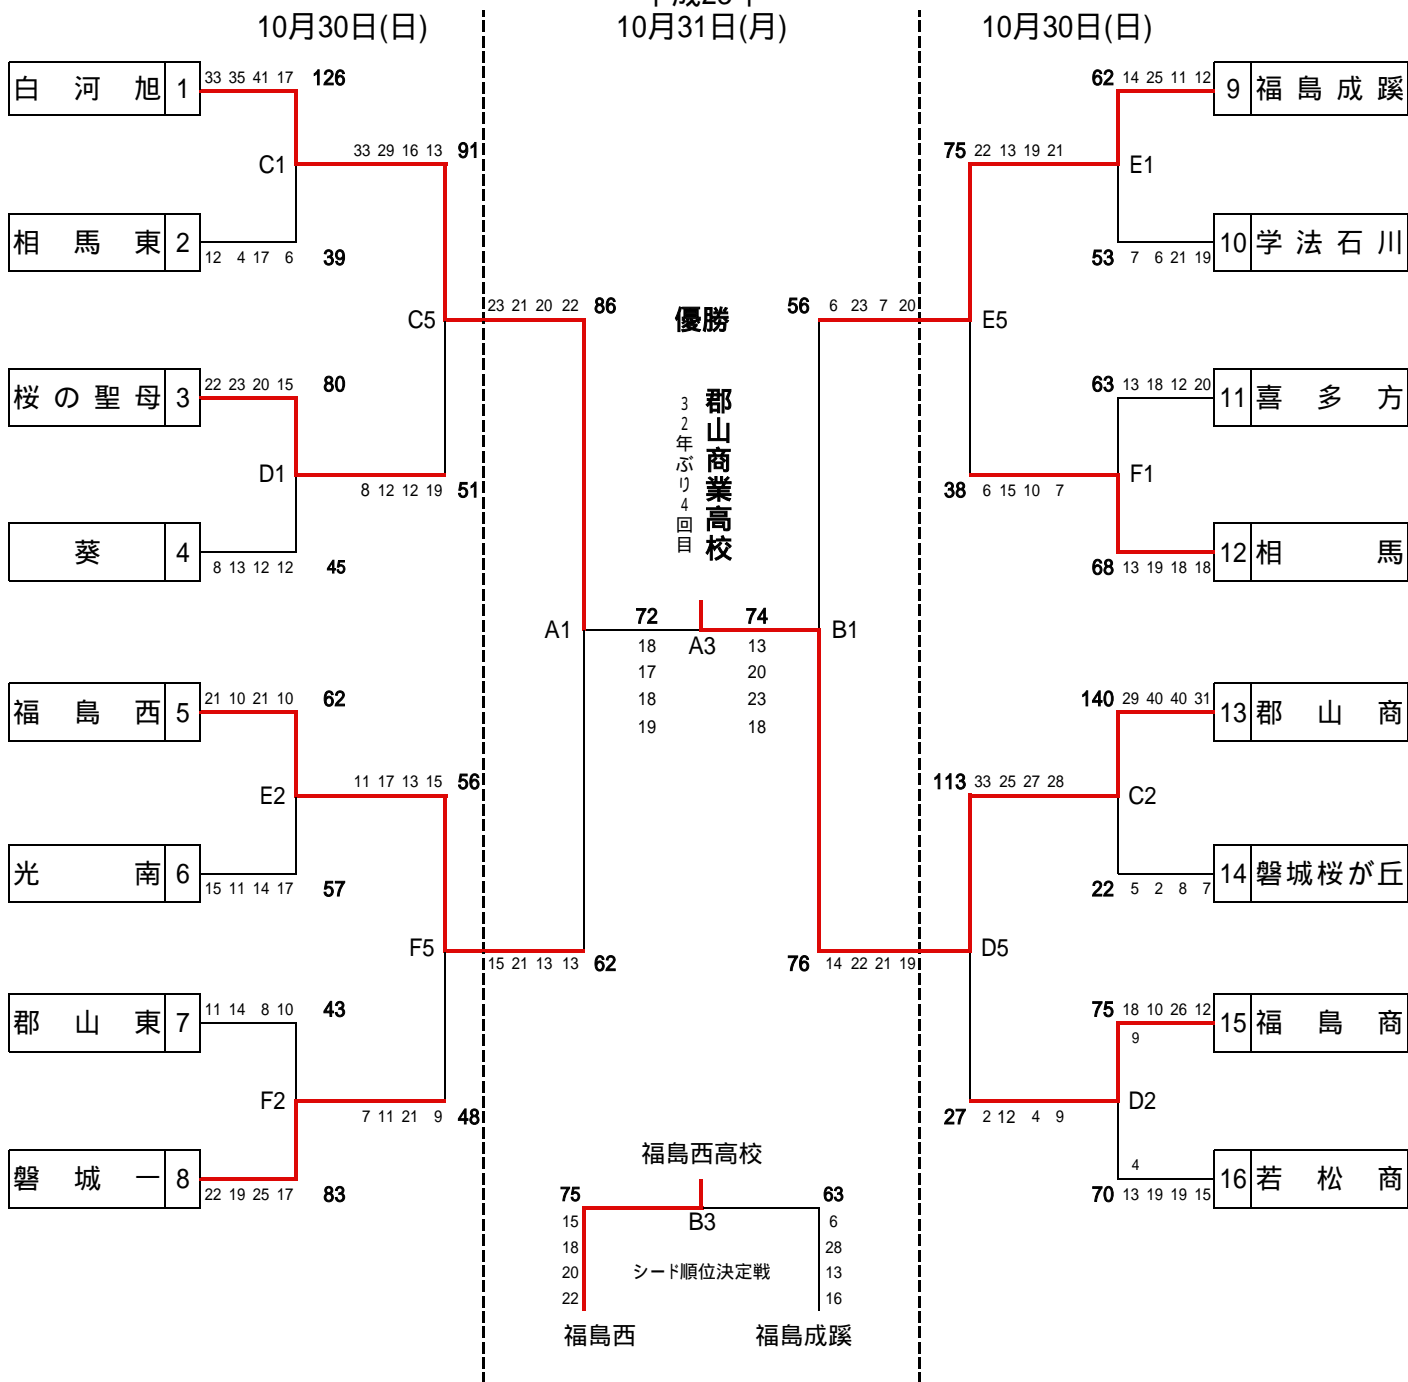 10月30日(日)
10月31日(月)
10月30日(日)
白河旭 1 33 35 41 17 126
C1
33 29 16 13 91
相馬東 2 12 4 17 6 39
C5
23 21 20 22 86
桜の聖母 3 22 23 20 15 80
D1
8 12 12 19 51
葵 4 8 13 12 12 45
A1
福島西 5 21 10 21 10 62
E2
11 17 13 15 56
光南 6 15 11 14 17 57
F5
15 21 13 13 62
郡山東 7 11 14 8 10 43
F2
7 11 21 9 48
磐城一 8 22 19 25 17 83
優勝
郡山商業高校
32年ぶり4回目
72 74
A3
18 13
17 20
18 23
19 18
62 14 25 11 12 9 福島成蹊
75 22 13 19 21
E1
53 7 6 21 19 10 学法石川
56 6 23 7 20
E5
63 13 18 12 20 11 喜多方
F1
38 6 15 10 7
68 13 19 18 18 12 相馬
B1
140 29 40 40 31 13 郡山商
113 33 25 27 28
C2
22 5 2 8 7 14 磐城桜が丘
76 14 22 21 19
D5
75 18 10 26 12 15 福島商
9
D2
27 2 12 4 9
4
70 13 19 19 15 16 若松商
福島西高校
75 63
B3
15 6
18 28
シード順位決定戦
20 13
22 16
福島西 福島成蹊